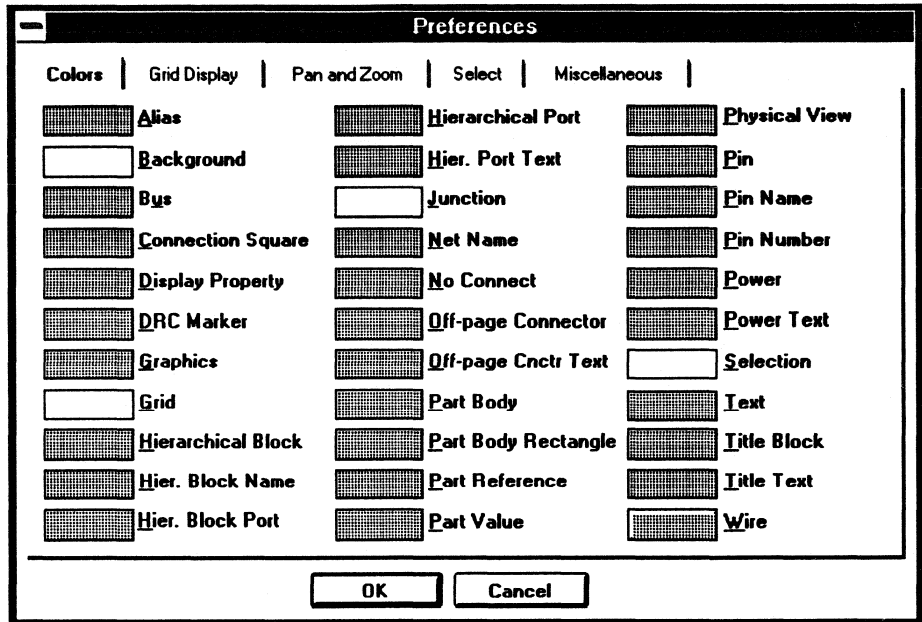 Preferences
Colors Grid Display Pan and Zoom Select Miscellaneous
Alias Hierarchical Port Physical View
Background Hier. Port Text Pin
Bus Junction Pin Name
Connection Square Net Name Pin Number
Display Property No Connect Power
DRC Marker Off-page Connector Power Text
Graphics Off-page Cnctr Text Selection
Grid Part Body Text
Hierarchical Block Part Body Rectangle Title Block
Hier. Block Name Part Reference Title Text
Hier. Block Port Part Value Wire
OK Cancel